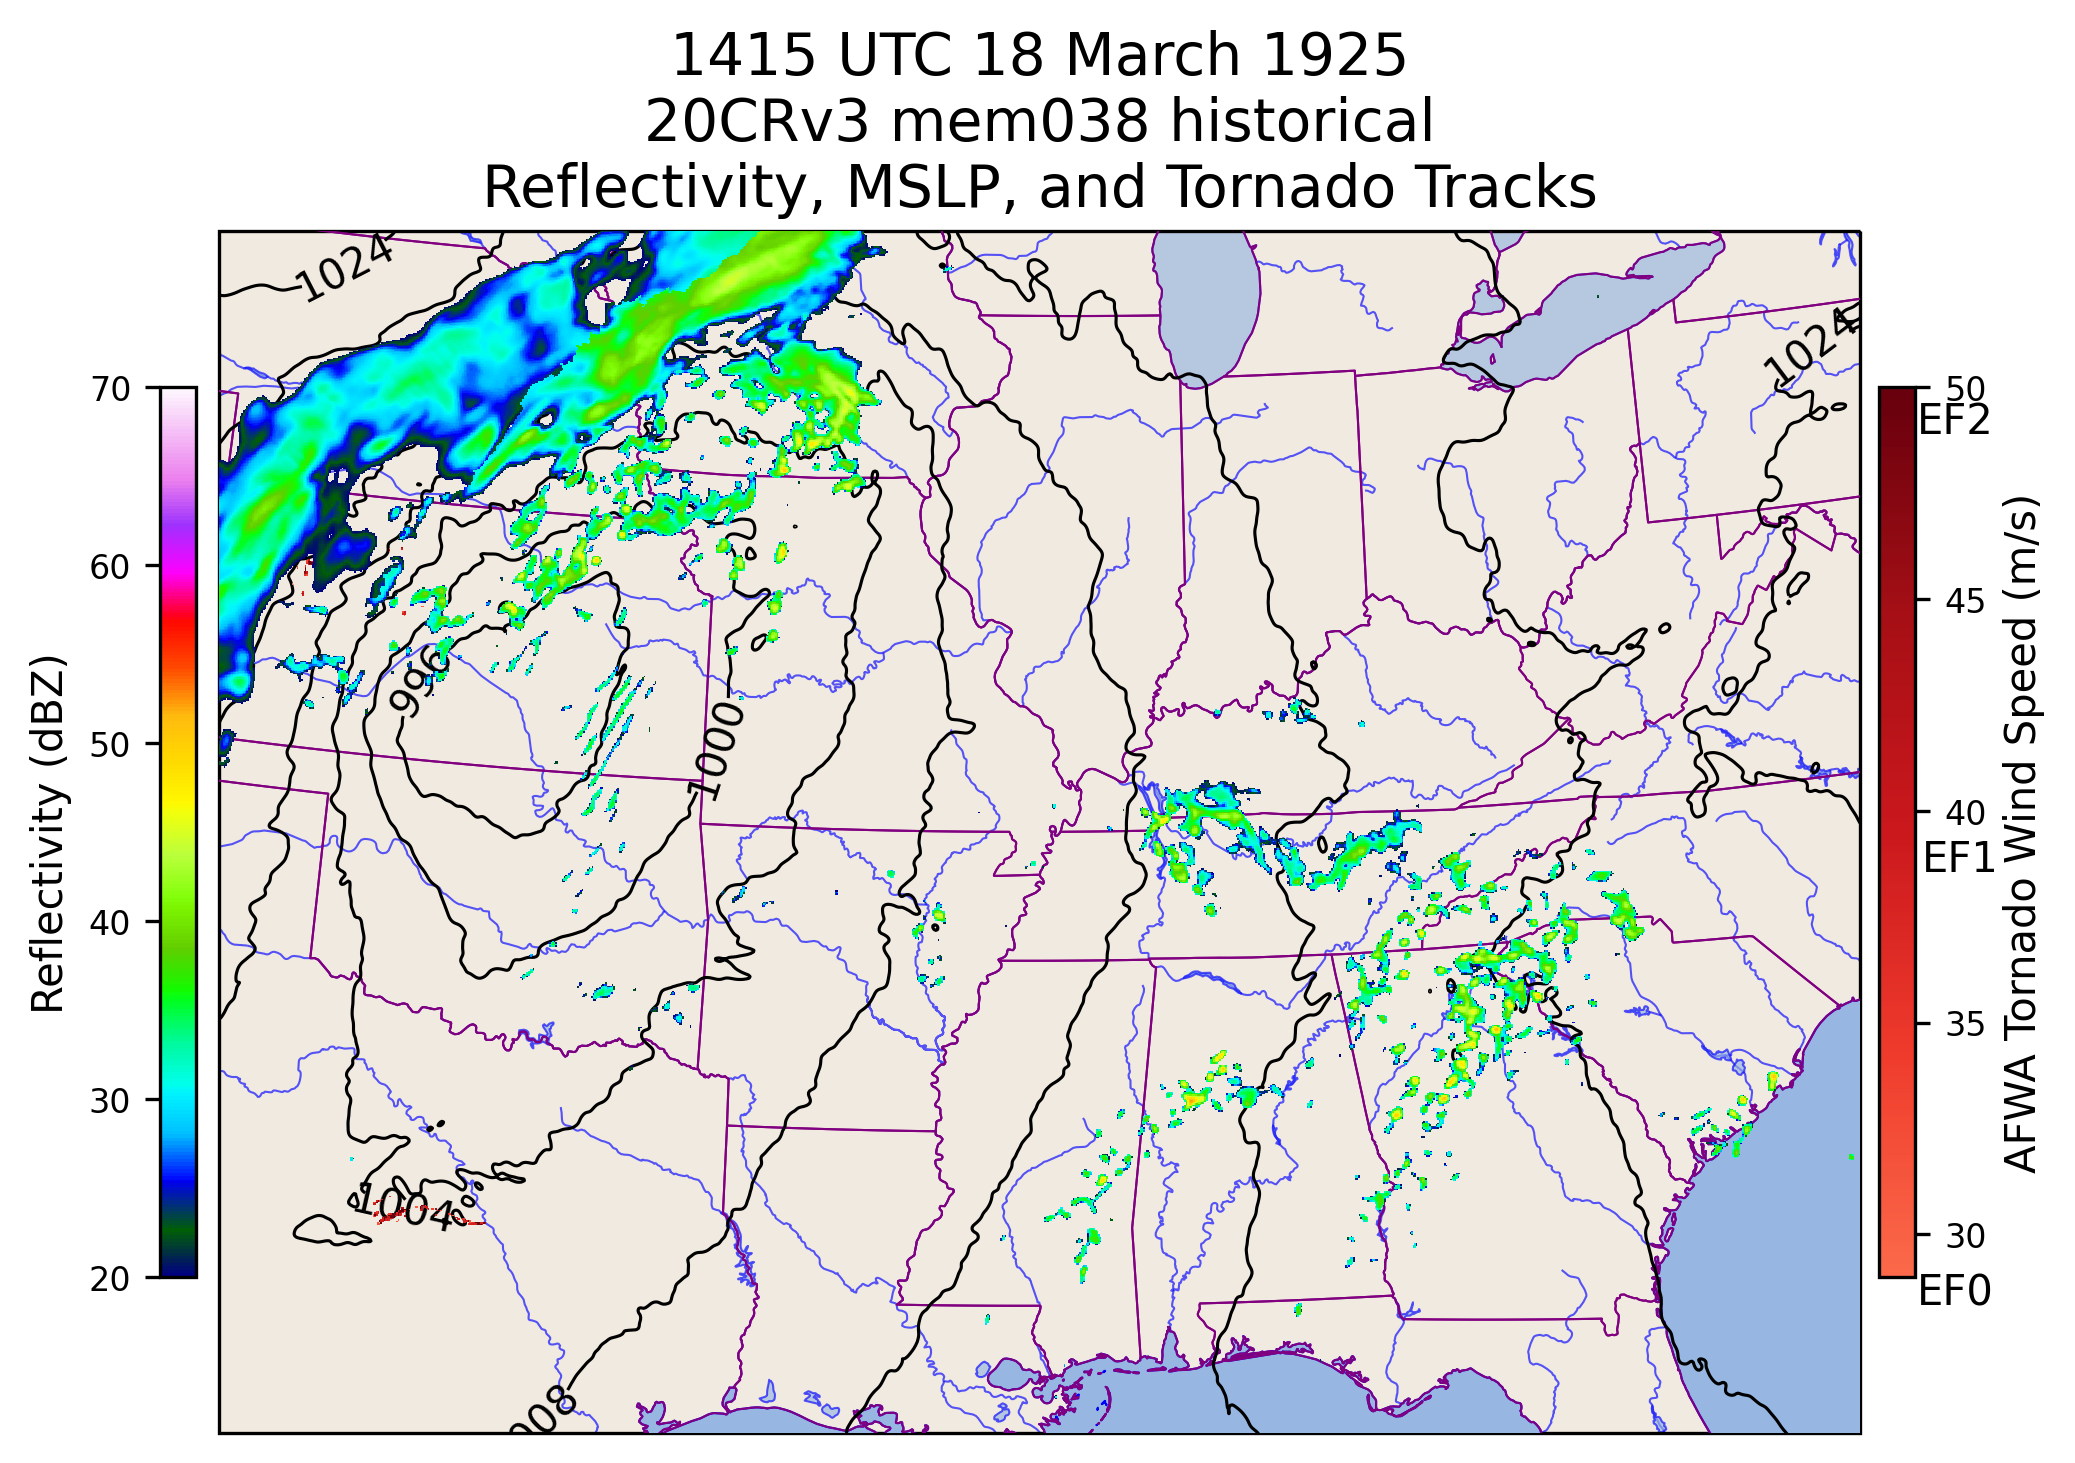 1415 UTC 18 March 1925
20CRv3 mem038 historical
Reflectivity, MSLP, and Tornado Tracks
1024
1024
996
1000
1004
008
70
60
50
40
30
20
Reflectivity (dBZ)
50
EF2
45
40
EF1
35
30
EF0
AFWA Tornado Wind Speed (m/s)